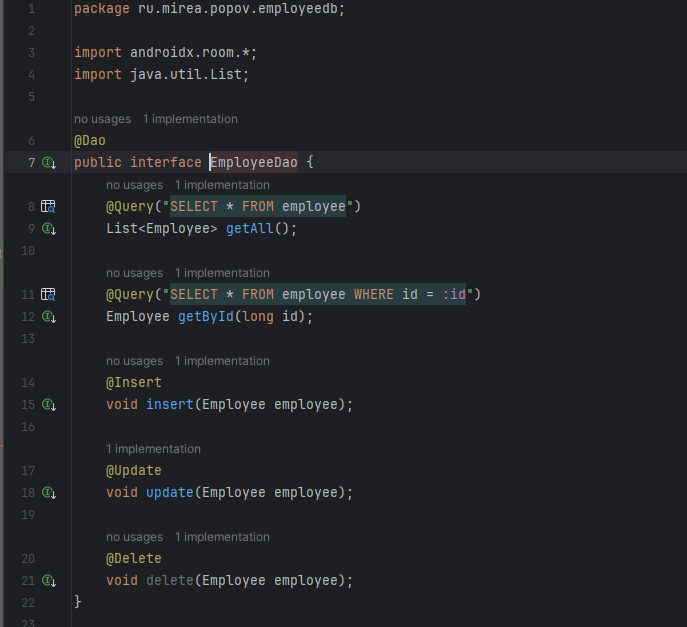 1 package ru.mirea.popov.employeedb;
2
3 import androidx.room.*;
4 import java.util.List;
5
no usages 1 implementation
6 @Dao
7 public interface EmployeeDao {
no usages 1 implementation
8 @Query("SELECT * FROM employee")
9 List<Employee> getAll();
10
no usages 1 implementation
11 @Query("SELECT * FROM employee WHERE id = :id")
12 Employee getById(long id);
13
no usages 1 implementation
14 @Insert
15 void insert(Employee employee);
16
1 implementation
17 @Update
18 void update(Employee employee);
19
no usages 1 implementation
20 @Delete
21 void delete(Employee employee);
22 }
23